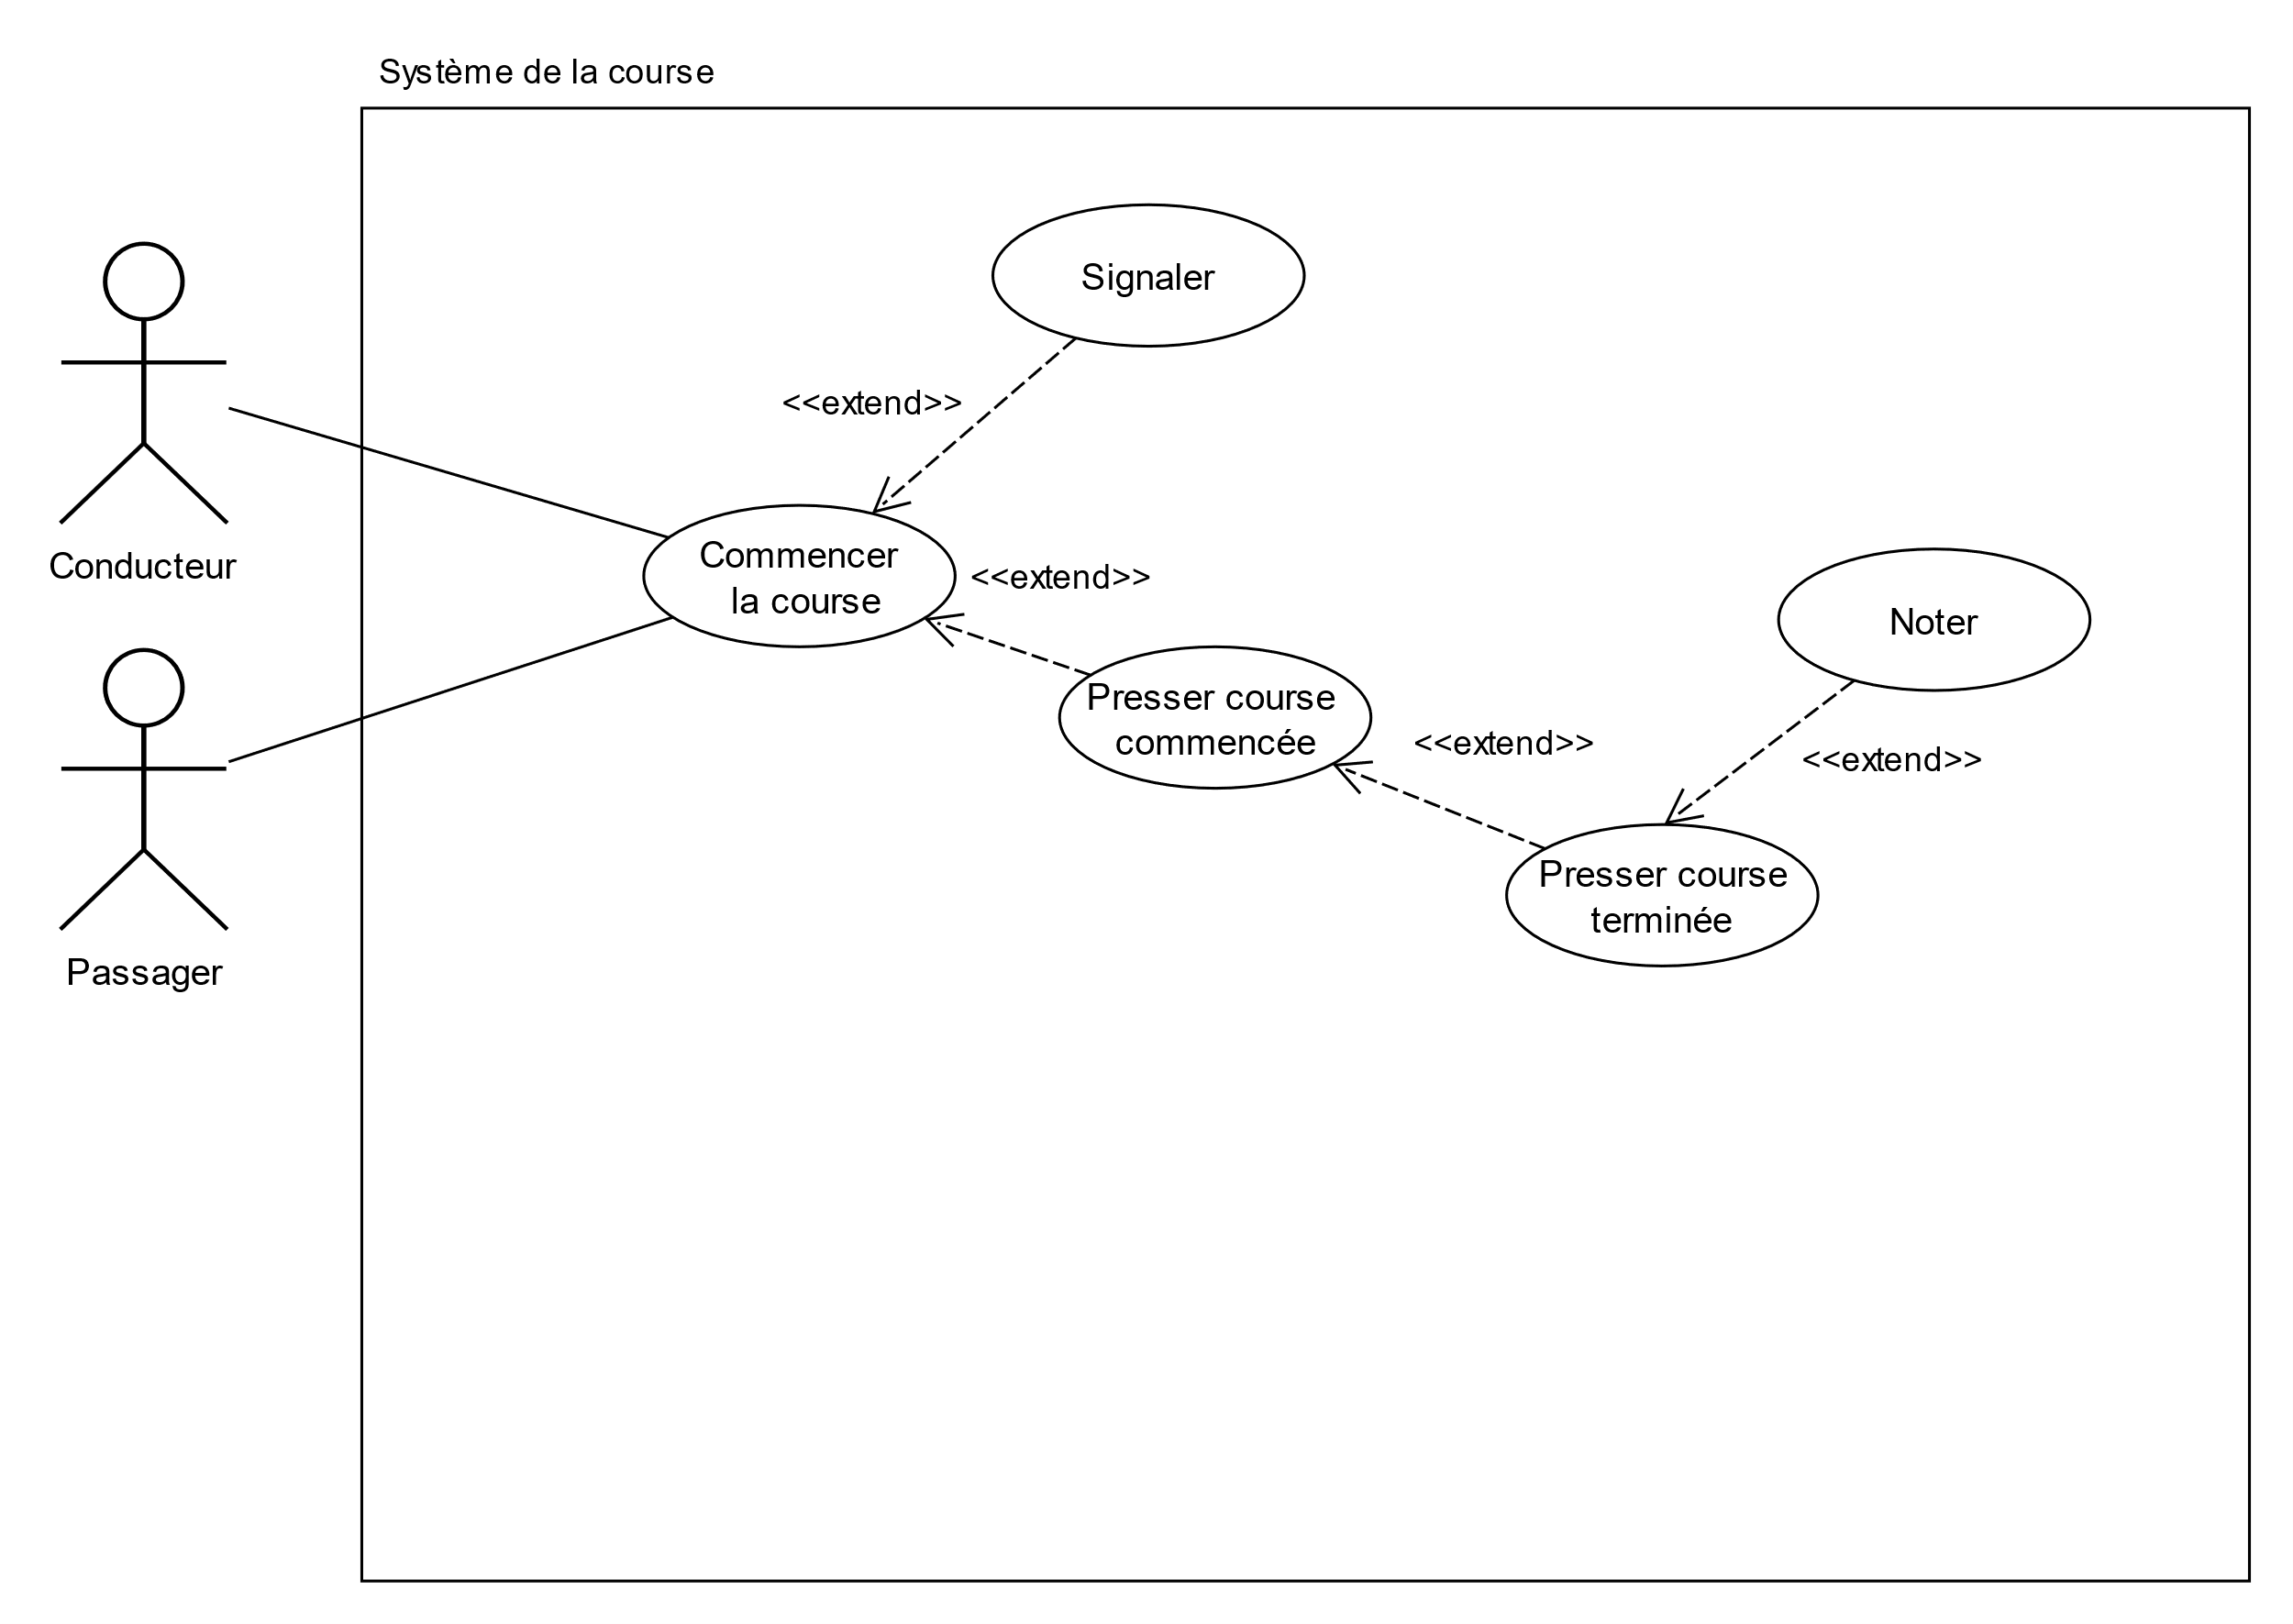 Système de la course
Signaler
<<extend>>
Conducteur
Commencer
la course
<<extend>>
Presser course
commencée
Noter
<<extend>>
<<extend>>
Presser course
terminée
Passager